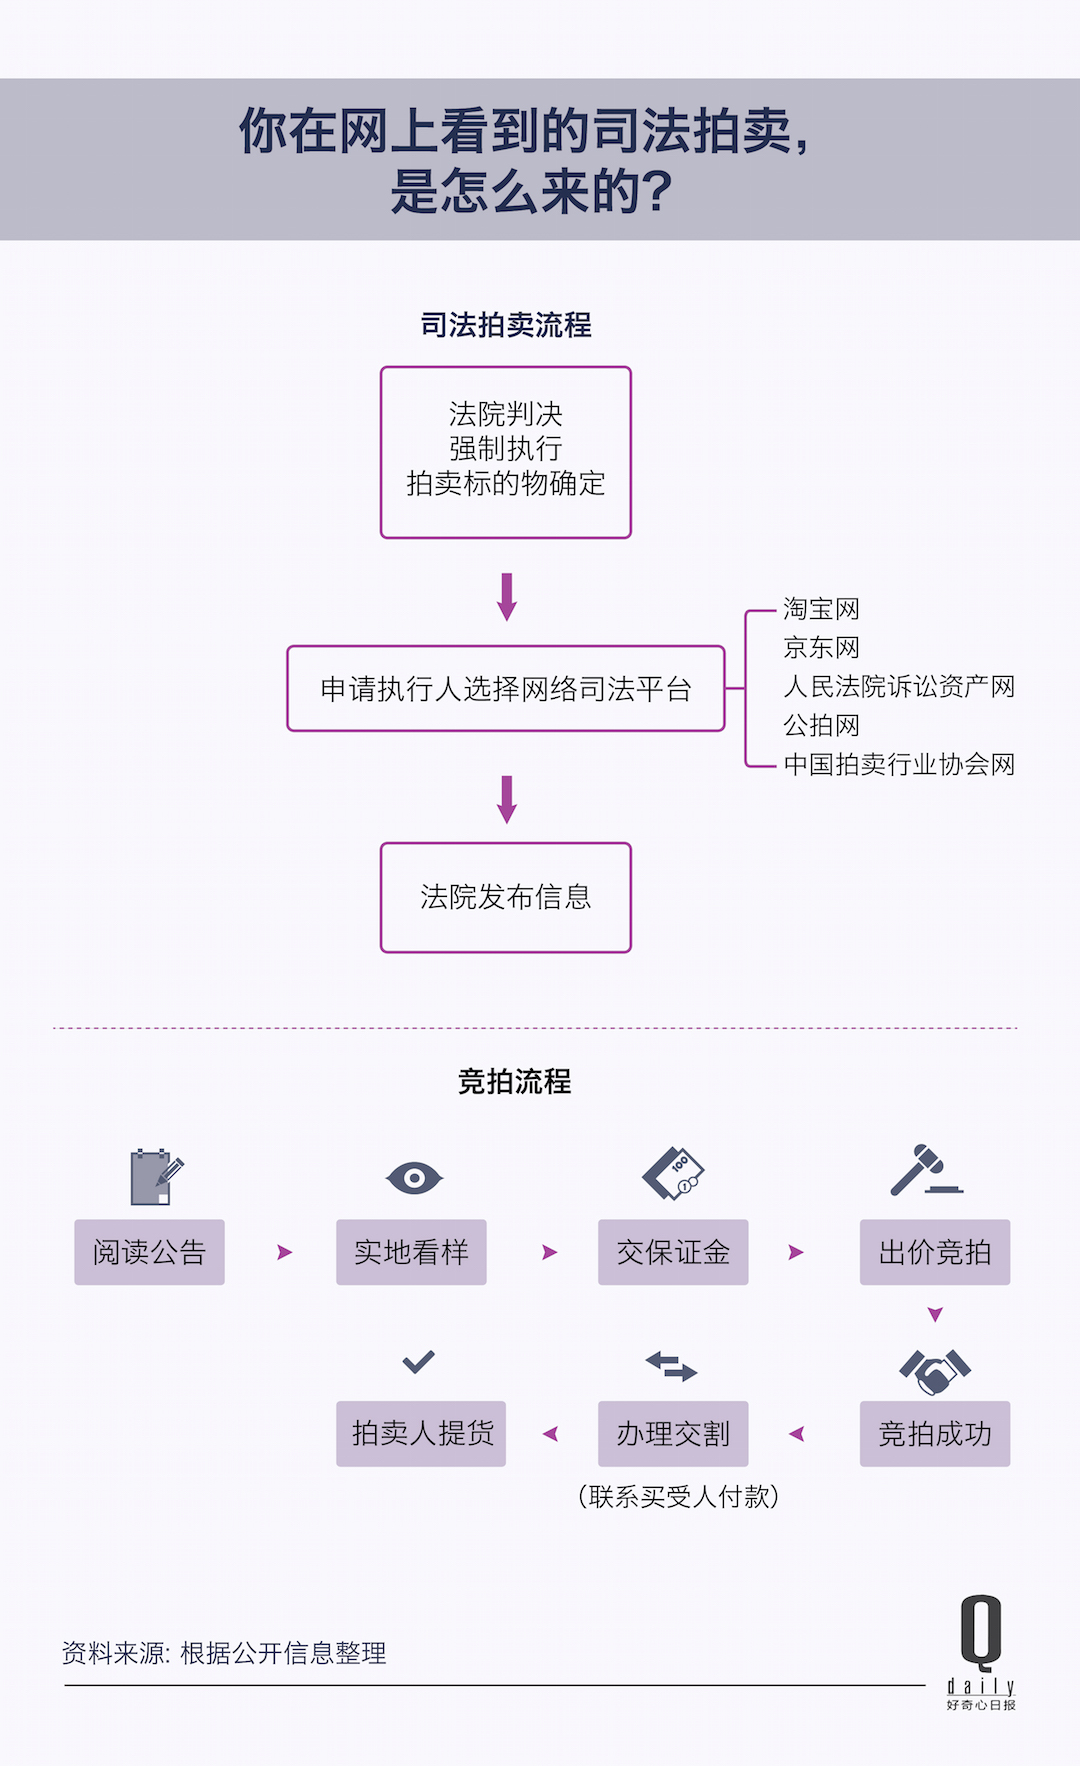 你在网上看到的司法拍卖，
是怎么来的？
司法拍卖流程
法院判决
强制执行
拍卖标的物确定
申请执行人选择网络司法平台
淘宝网
京东网
人民法院诉讼资产网
公拍网
中国拍卖行业协会网
法院发布信息
竞拍流程
100
1
阅读公告
实地看样
交保证金
出价竞拍
竞拍成功
办理交割
（联系买受人付款）
拍卖人提货
资料来源: 根据公开信息整理
Q
daily
好奇心日报